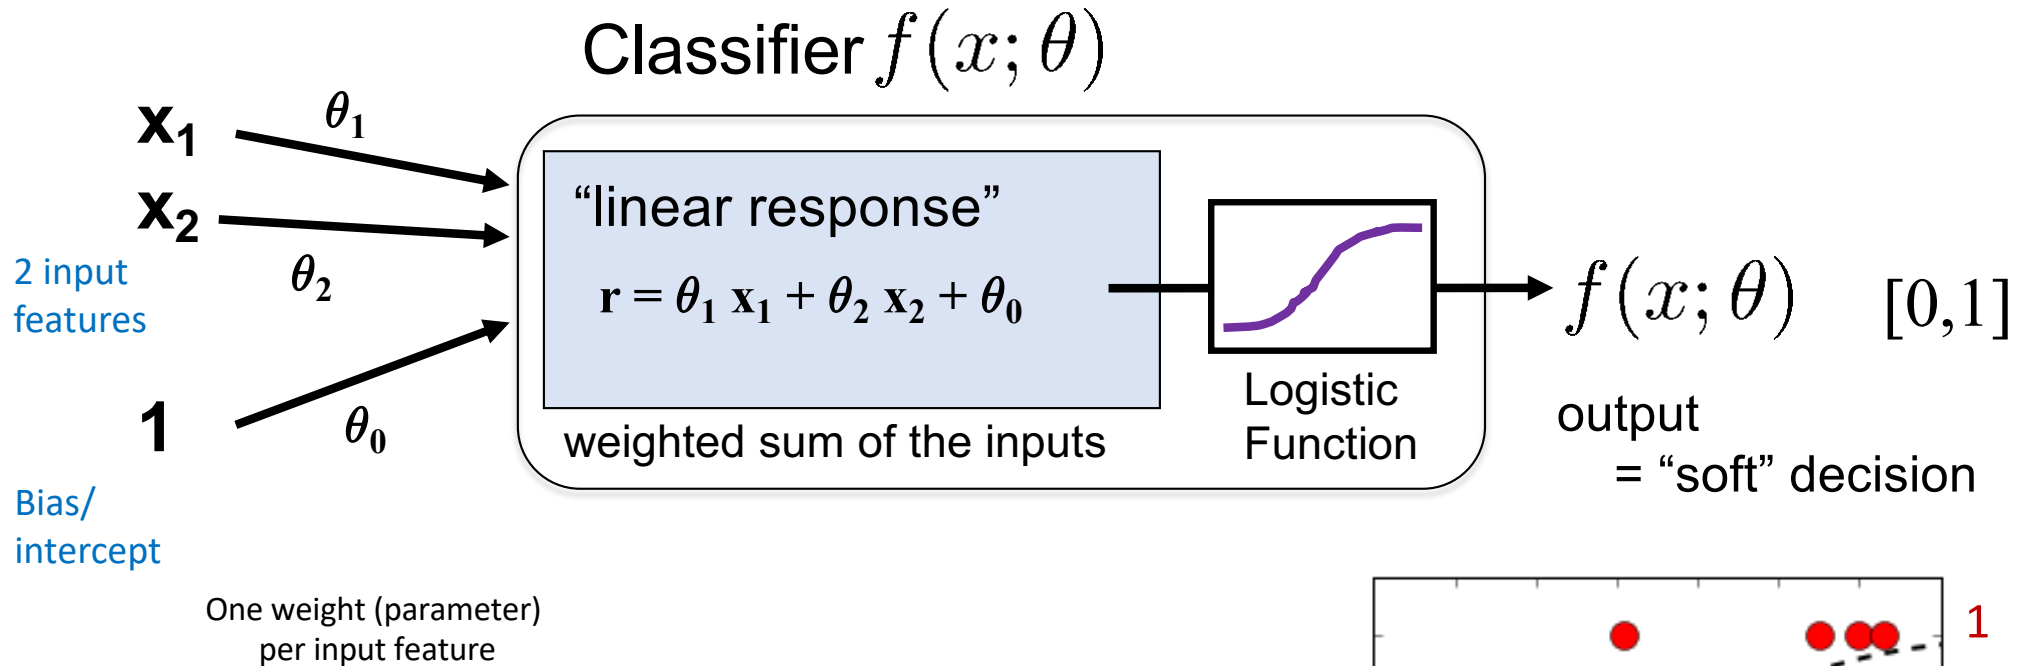 Classifier f(x; θ)
x₁
θ₁
x₂
θ₂
2 input
features
1
θ₀
Bias/
intercept
One weight (parameter)
per input feature
“linear response”
r = θ₁ x₁ + θ₂ x₂ + θ₀
weighted sum of the inputs
Logistic
Function
f(x; θ) [0,1]
output
= “soft” decision
1